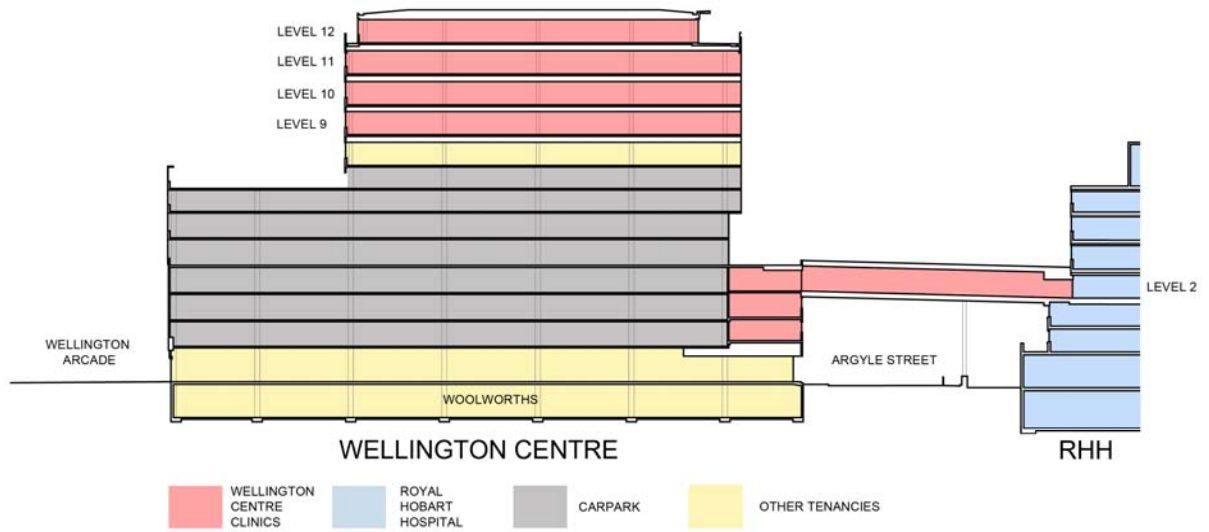 LEVEL 12
LEVEL 11
LEVEL 10
LEVEL 9
LEVEL 2
WELLINGTON
ARCADE
ARGYLE STREET
WOOLWORTHS
WELLINGTON CENTRE
RHH
WELLINGTON
CENTRE
CLINICS
ROYAL
HOBART
HOSPITAL
CARPARK
OTHER TENANCIES